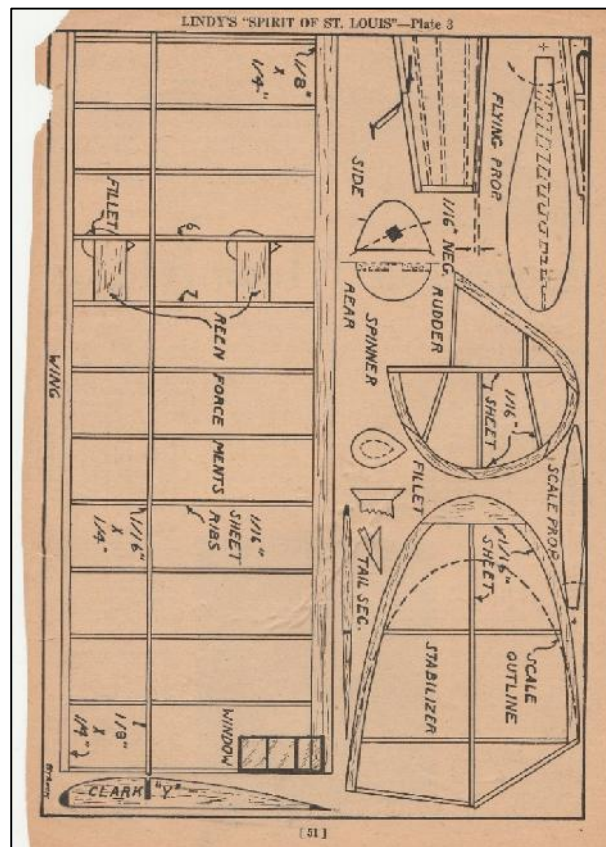 LINDY'S "SPIRIT OF ST. LOUIS"—Plate 3
1/8"
X
1/4"
FILLET
6
7
REEN FORCE MENTS
WING
1/16"
SHEET
RIBS
1/16"
X
1/4"
1/8"
X
1/4"
WINDOW
CLARK "Y"
FLYING PROP
SIDE
1/16" NEG.
RUDDER
REAR
SPINNER
1/16"
SHEET
FILLET
SCALE PROP
TAIL SEC.
1/16"
SHEET
SCALE
OUTLINE
STABILIZER
[ 51 ]